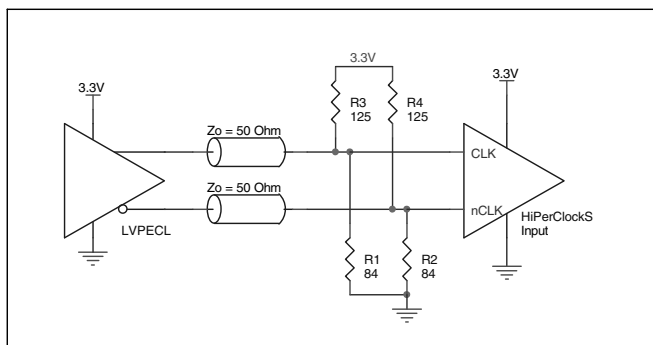 3.3V
3.3V
3.3V
R3
125
R4
125
Zo = 50 Ohm
CLK
Zo = 50 Ohm
nCLK
HiPerClockS
Input
LVPECL
R1
84
R2
84